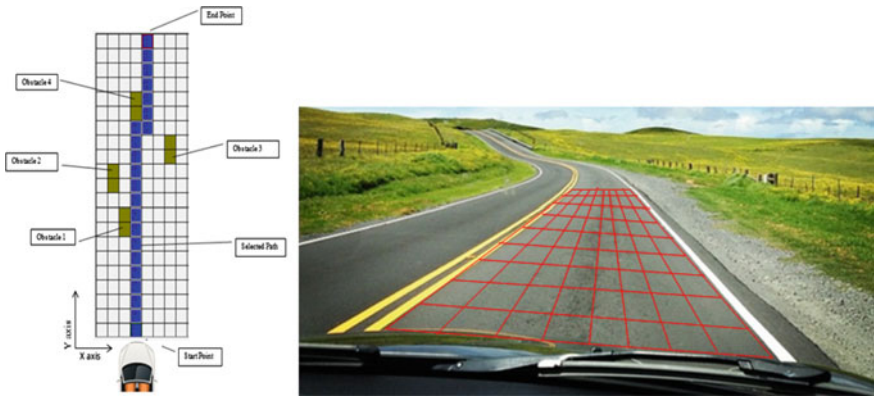 End Point
Obstacle 4
Obstacle 3
Obstacle 2
Obstacle 1
Selected Path
Y axis
X axis
Start Point